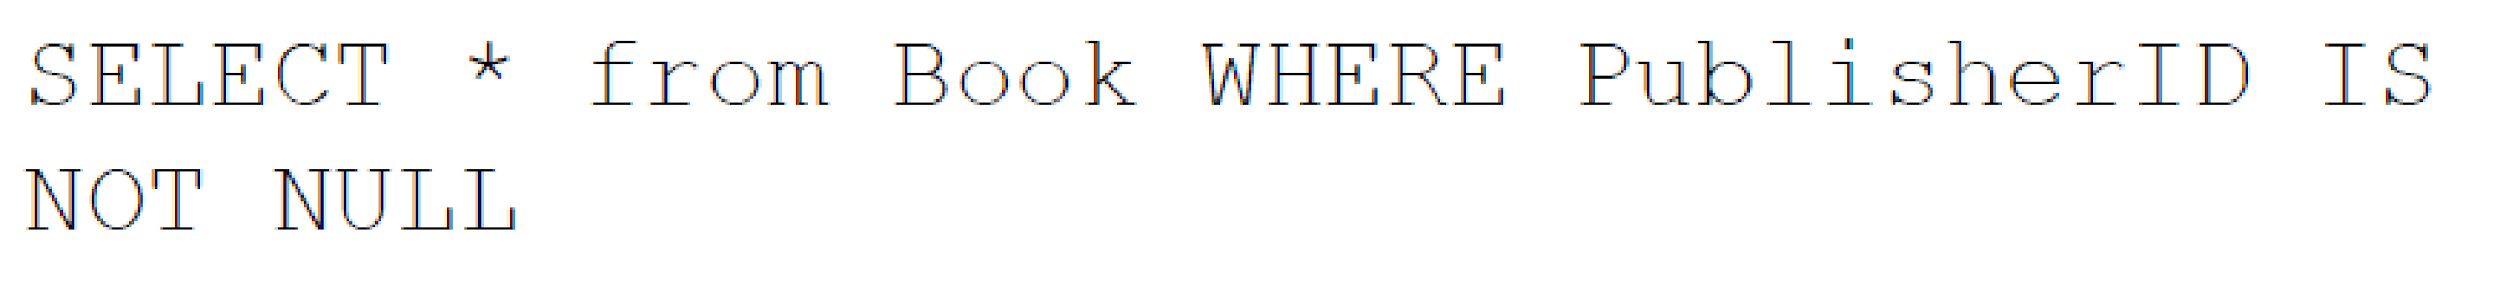 SELECT * from Book WHERE PublisherID IS
NOT NULL